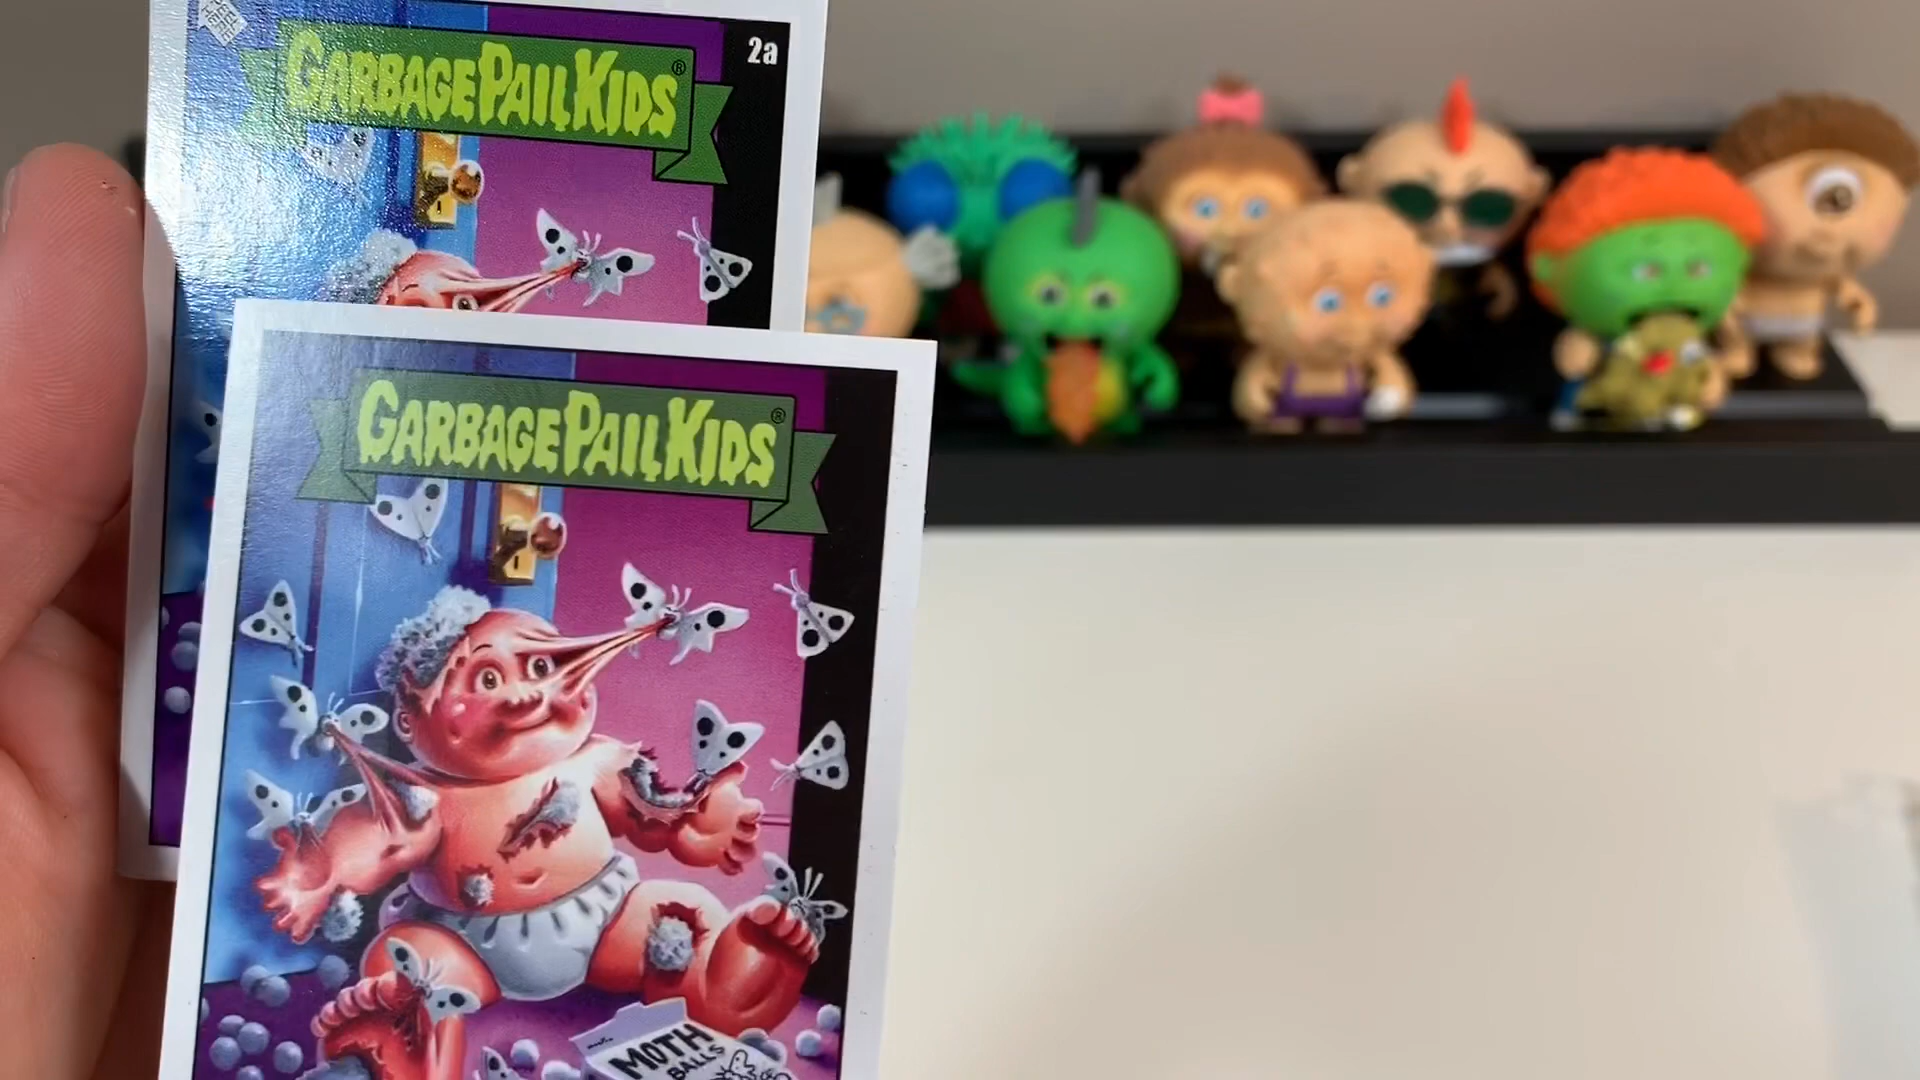 2a
GARBAGE PAIL KIDS®
GARBAGE PAIL KIDS®
MOTH
BALLS